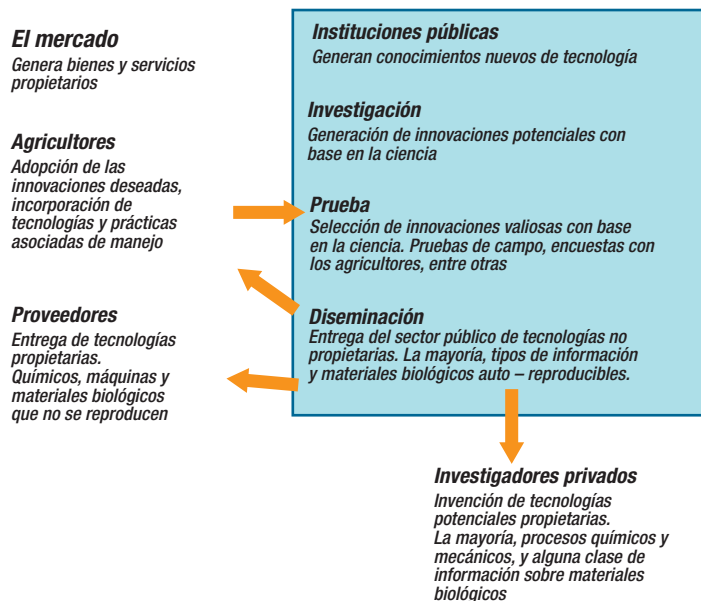 El mercado
Genera bienes y servicios
propietarios
Agricultores
Adopción de las
innovaciones deseadas,
incorporación de
tecnologías y prácticas
asociadas de manejo
Proveedores
Entrega de tecnologías
propietarias.
Químicos, máquinas y
materiales biológicos
que no se reproducen
Instituciones públicas
Generan conocimientos nuevos de tecnología
Investigación
Generación de innovaciones potenciales con
base en la ciencia
Prueba
Selección de innovaciones valiosas con base
en la ciencia. Pruebas de campo, encuestas con
los agricultores, entre otras
Diseminación
Entrega del sector público de tecnologías no
propietarias. La mayoría, tipos de información
y materiales biológicos auto – reproducibles.
Investigadores privados
Invención de tecnologías
potenciales propietarias.
La mayoría, procesos químicos y
mecánicos, y alguna clase de
información sobre materiales
biológicos